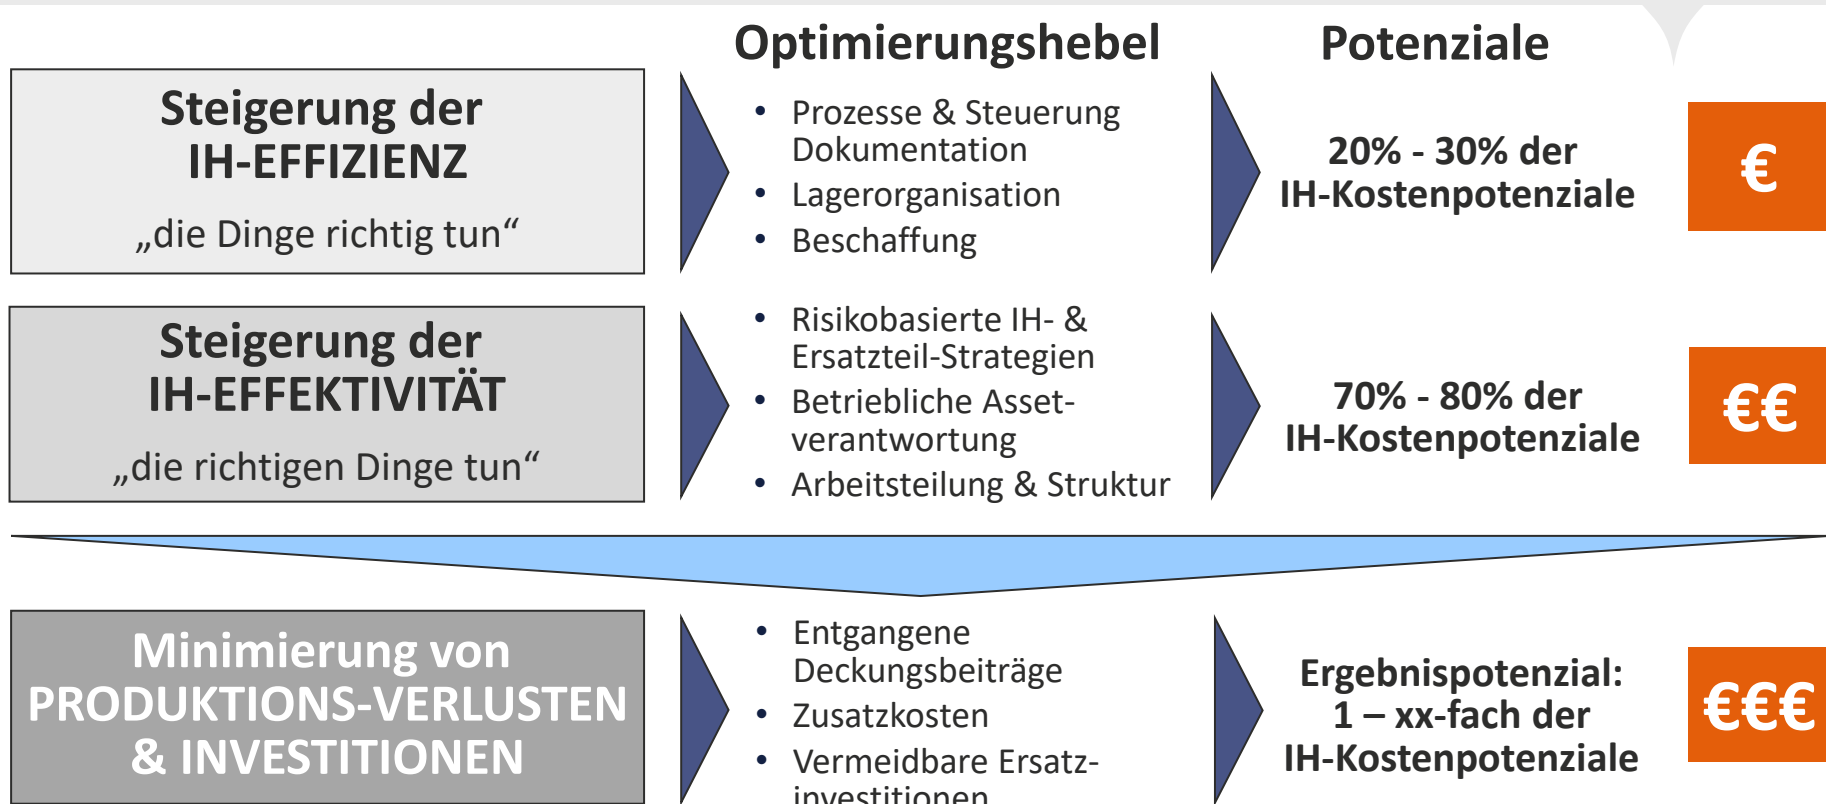 Optimierungshebel
Potenziale
Steigerung der
IH-EFFIZIENZ
„die Dinge richtig tun“
• Prozesse & Steuerung
Dokumentation
• Lagerorganisation
• Beschaffung
20% - 30% der
IH-Kostenpotenziale
€
Steigerung der
IH-EFFEKTIVITÄT
„die richtigen Dinge tun“
• Risikobasierte IH- &
Ersatzteil-Strategien
• Betriebliche Asset-
verantwortung
• Arbeitsteilung & Struktur
70% - 80% der
IH-Kostenpotenziale
€€
Minimierung von
PRODUKTIONS-VERLUSTEN
& INVESTITIONEN
• Entgangene
Deckungsbeiträge
• Zusatzkosten
• Vermeidbare Ersatz-
investitionen
Ergebnispotenzial:
1 – xx-fach der
IH-Kostenpotenziale
€€€